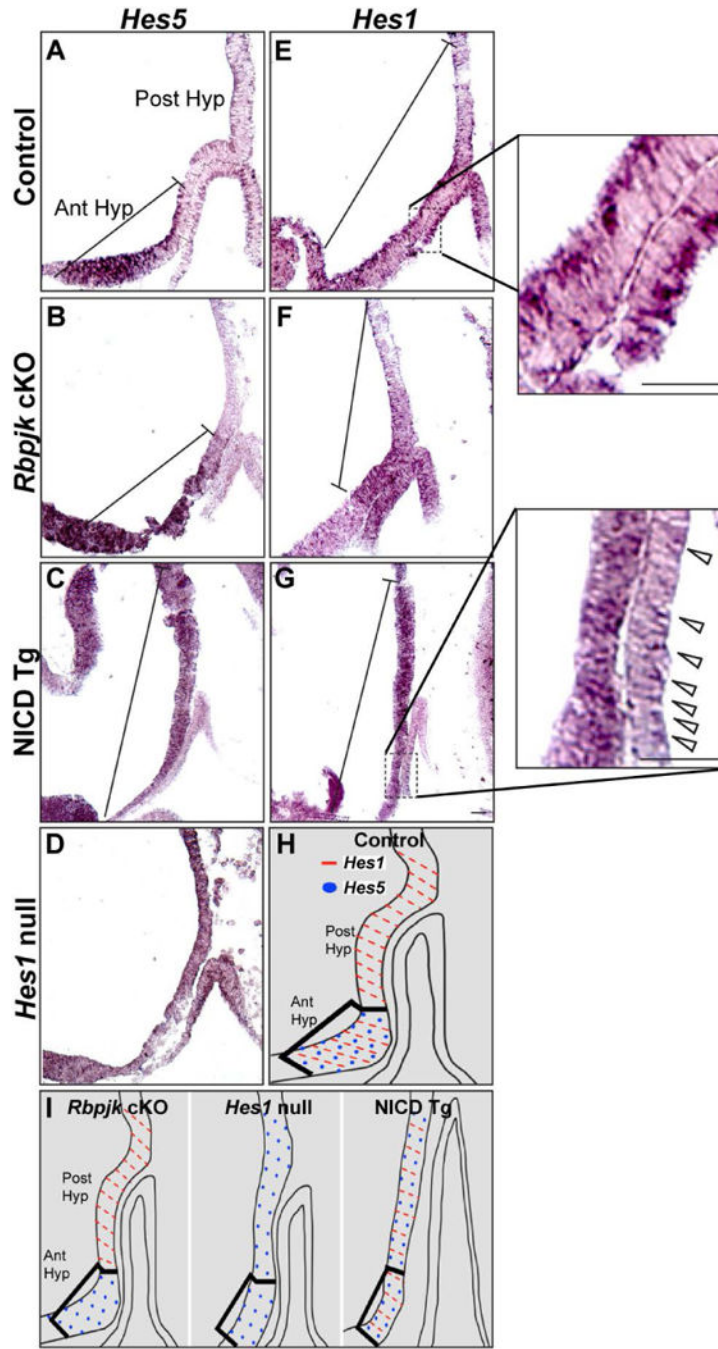 Hes5 Hes1
Control
A
Post Hyp
Ant Hyp
E
Rbpjk cKO
B
F
NICD Tg
C
G
Hes1 null
D
H Control
Hes1
Hes5
Post
Hyp
Ant
Hyp
I Rbpjk cKO Hes1 null NICD Tg
Post
Hyp
Ant
Hyp